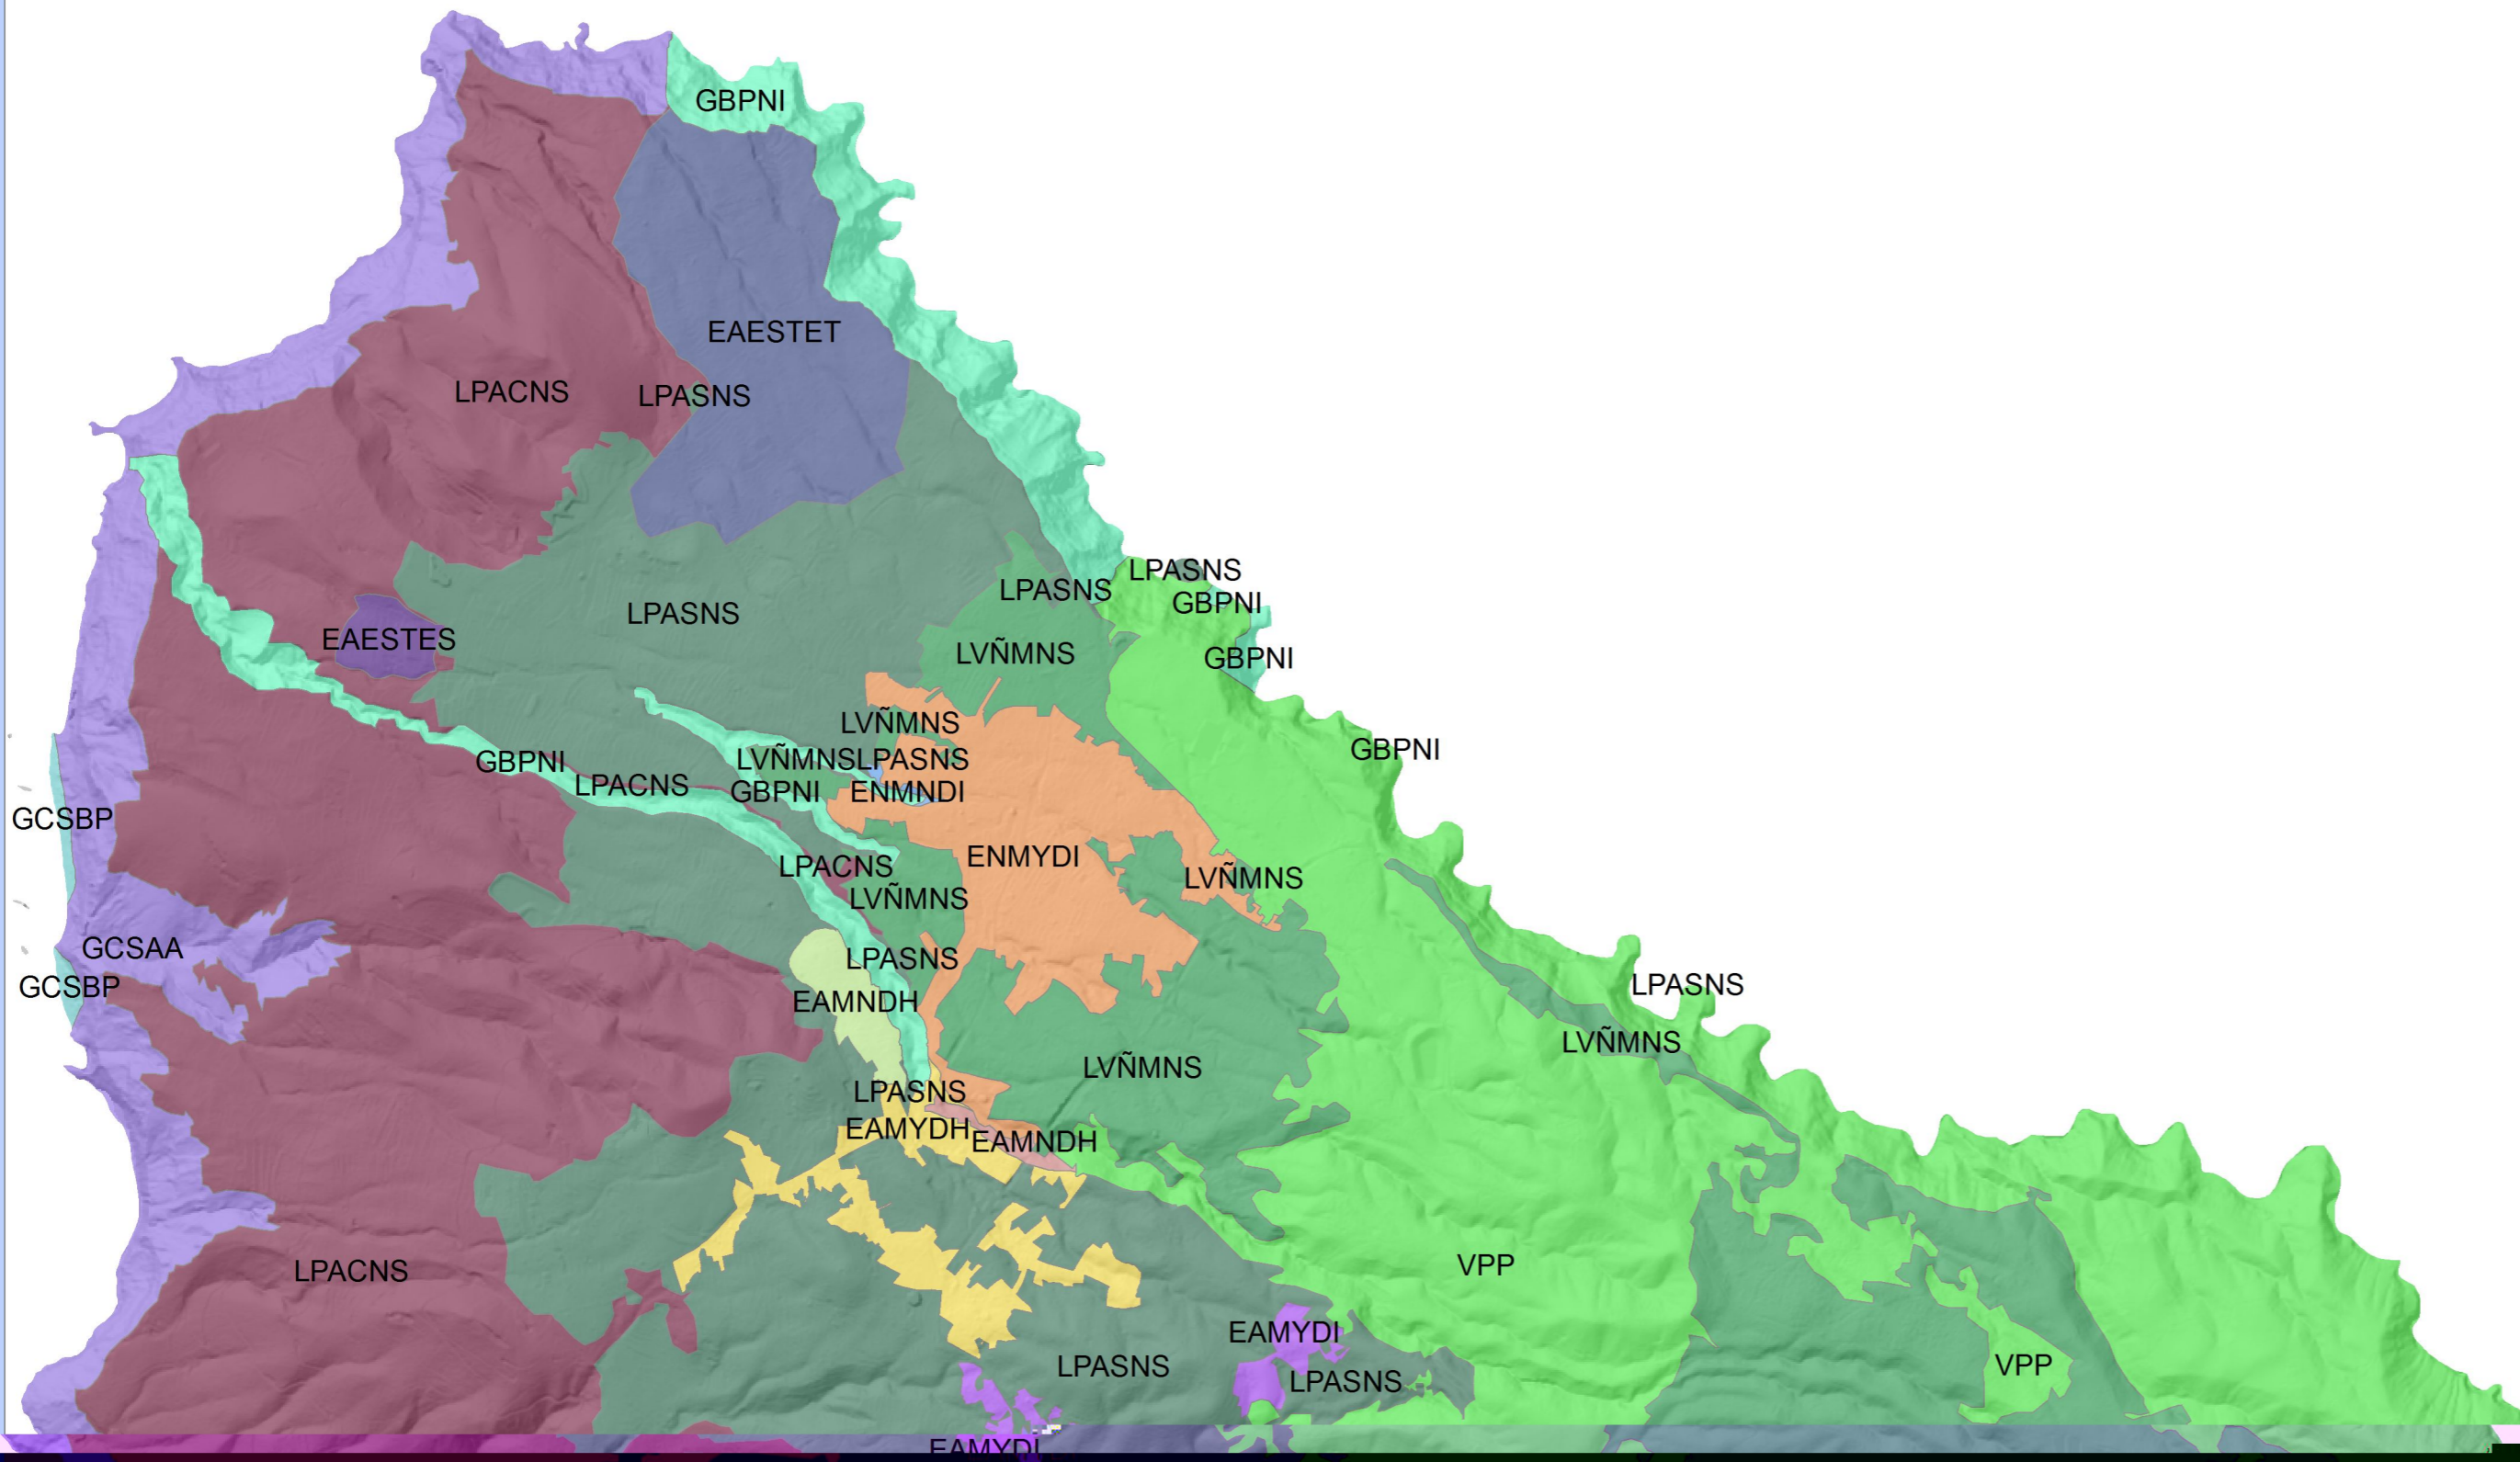 GBPNI
EAESTET
LPACNS
LPASNS
LPASNS
LPASNS
GBPNI
LPASNS
EAESTES
LVÑMNS
GBPNI
LVÑMNS
GBPNI
LVÑMNSLPASNS
GBPNI
LPACNS
GBPNI
ENMNDI
GCSBP
ENMYDI
LPACNS
LVÑMNS
LVÑMNS
GCSAA
LPASNS
GCSBP
LPASNS
EAMNDH
LVÑMNS
LVÑMNS
LPASNS
EAMYDH
EAMNDH
LPACNS
VPP
EAMYDI
LPASNS
VPP
LPASNS
EAMYDI